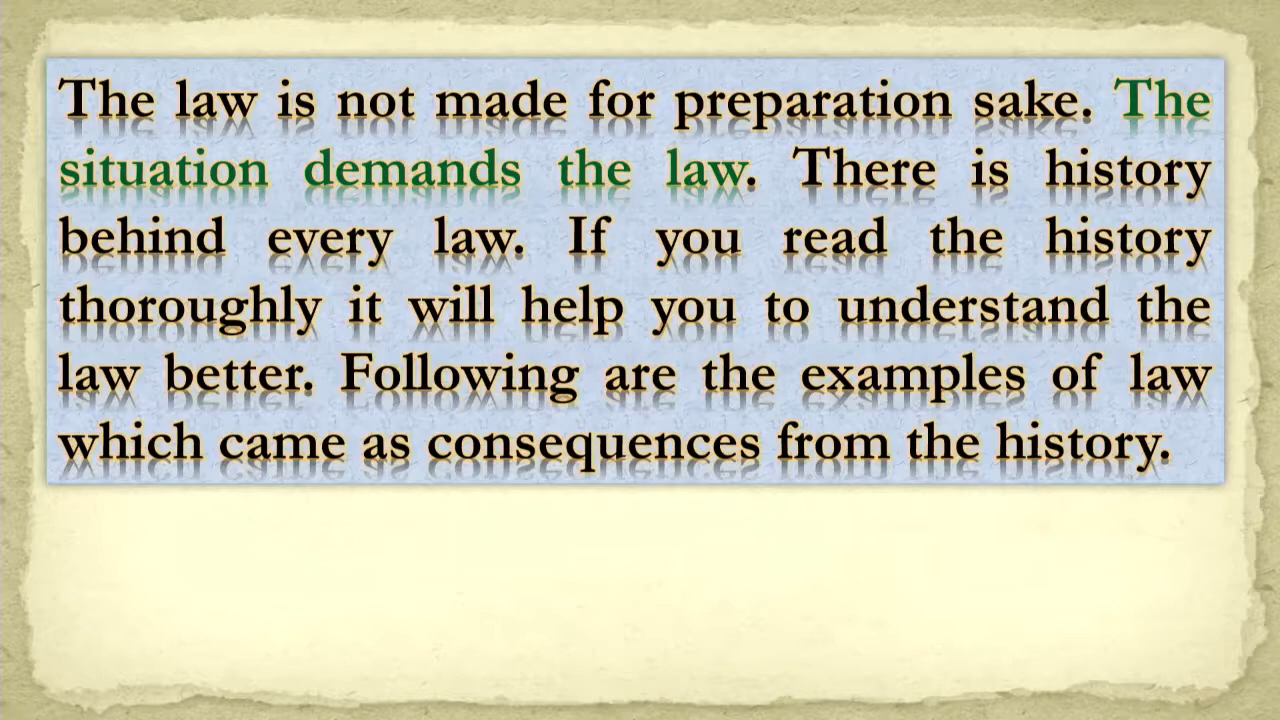 The law is not made for preparation sake. The
situation demands the law. There is history
behind every law. If you read the history
thoroughly it will help you to understand the
law better. Following are the examples of law
which came as consequences from the history.